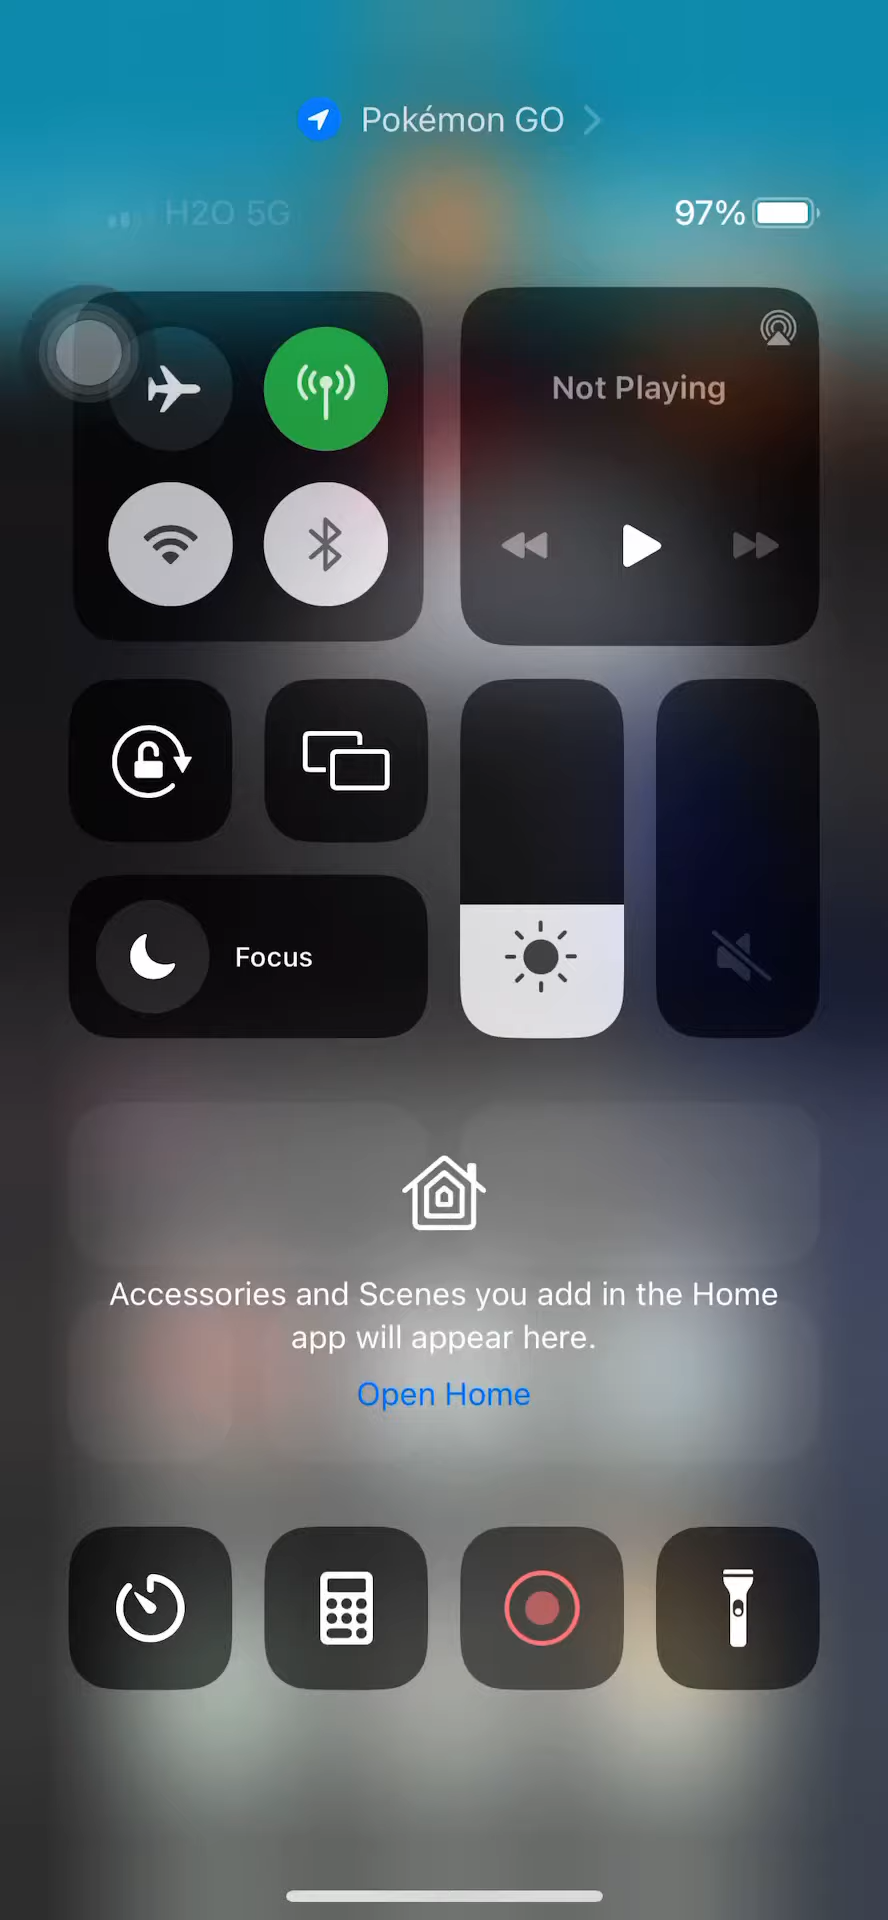 Pokémon GO
H2O 5G
97%
Not Playing
Focus
Accessories and Scenes you add in the Home
app will appear here.
Open Home